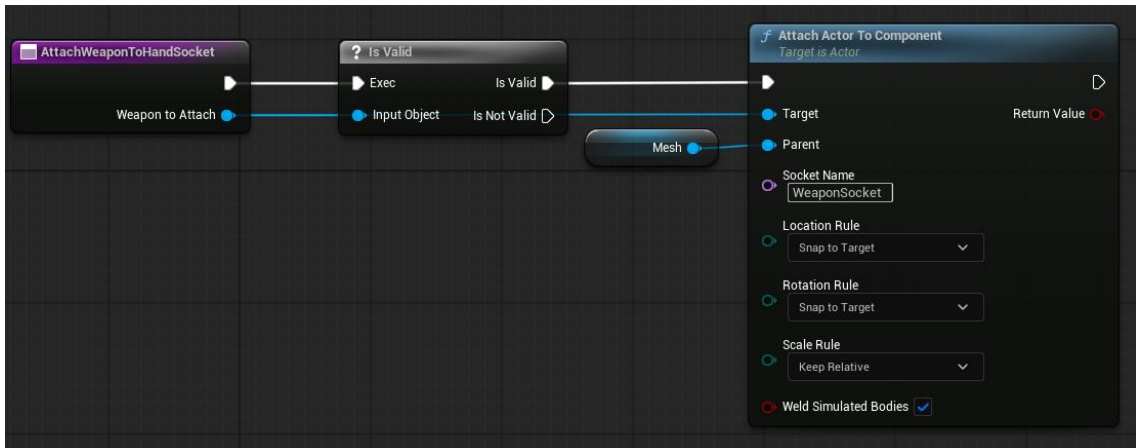 AttachWeaponToHandSocket
Weapon to Attach
? Is Valid
Exec
Is Valid
Input Object
Is Not Valid
Mesh
f Attach Actor To Component
Target is Actor
Target
Return Value
Parent
Socket Name
WeaponSocket
Location Rule
Snap to Target
Rotation Rule
Snap to Target
Scale Rule
Keep Relative
Weld Simulated Bodies